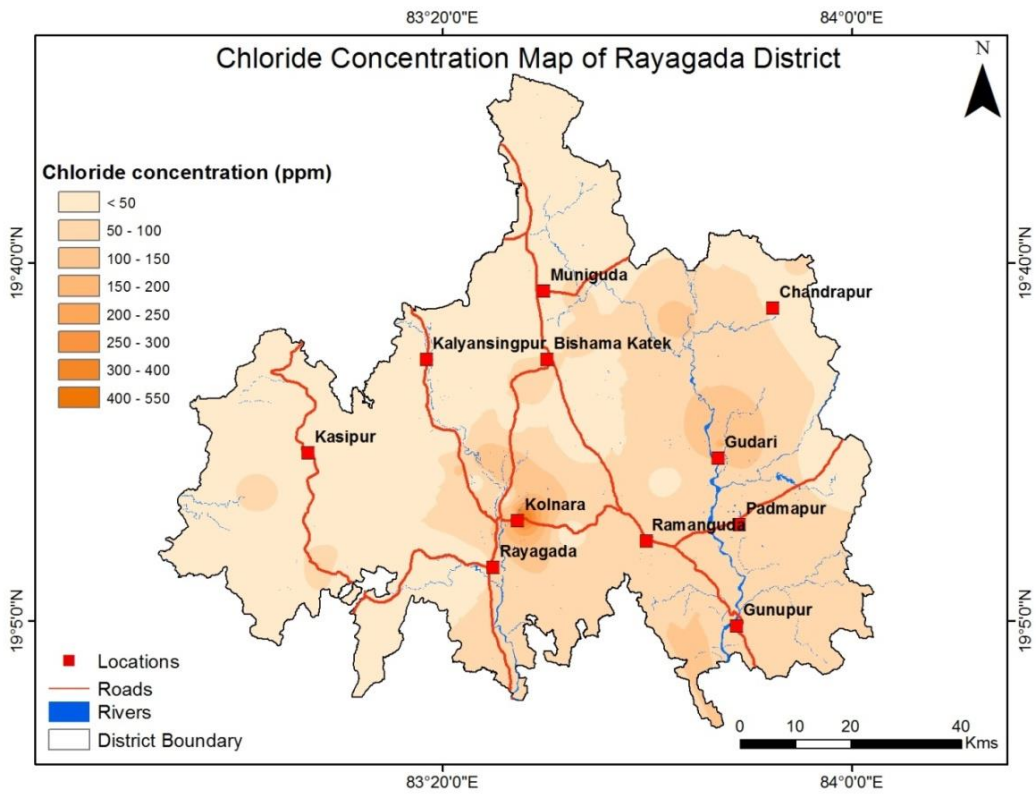 83°20'0"E
84°0'0"E
Chloride Concentration Map of Rayagada District
N
Chloride concentration (ppm)
< 50
50 - 100
100 - 150
150 - 200
200 - 250
250 - 300
300 - 400
400 - 550
19°40'0"N
19°40'0"N
Muniguda
Chandrapur
Kalyansingpur
Bishama Katek
Kasipur
Gudari
Kolnara
Padmapur
Ramanguda
Rayagada
Gunupur
19°5'0"N
19°5'0"N
Locations
Roads
Rivers
District Boundary
0 10 20 40
Kms
83°20'0"E
84°0'0"E